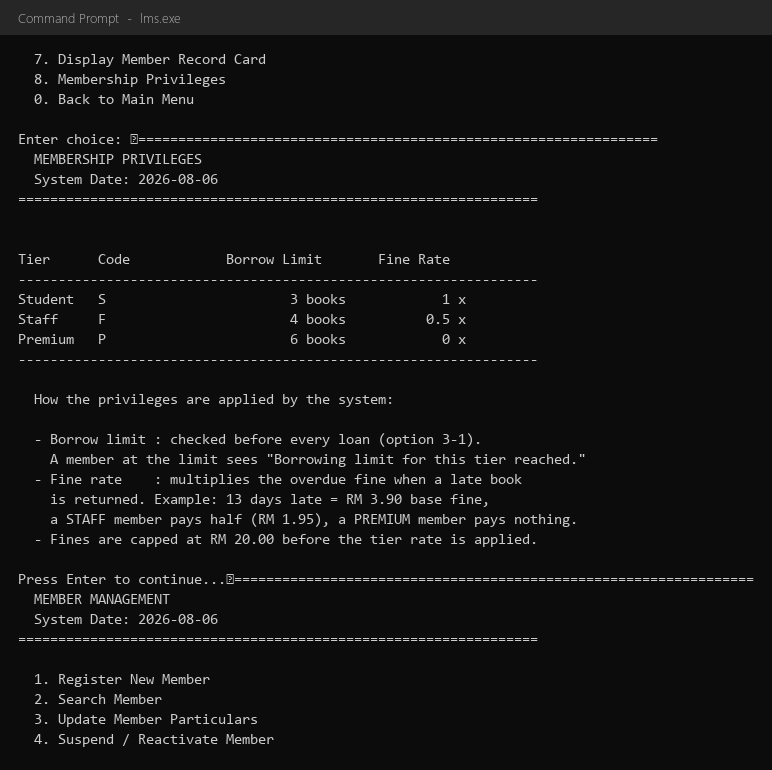 Command Prompt - lms.exe
7. Display Member Record Card
8. Membership Privileges
0. Back to Main Menu
Enter choice: =================================================================
MEMBERSHIP PRIVILEGES
System Date: 2026-08-06
=================================================================
Tier      Code            Borrow Limit       Fine Rate
-----------------------------------------------------------------
Student   S                       3 books            1 x
Staff     F                       4 books          0.5 x
Premium   P                       6 books            0 x
-----------------------------------------------------------------
How the privileges are applied by the system:
- Borrow limit : checked before every loan (option 3-1).
A member at the limit sees "Borrowing limit for this tier reached."
- Fine rate    : multiplies the overdue fine when a late book
is returned. Example: 13 days late = RM 3.90 base fine,
a STAFF member pays half (RM 1.95), a PREMIUM member pays nothing.
- Fines are capped at RM 20.00 before the tier rate is applied.
Press Enter to continue...=================================================================
MEMBER MANAGEMENT
System Date: 2026-08-06
=================================================================
1. Register New Member
2. Search Member
3. Update Member Particulars
4. Suspend / Reactivate Member